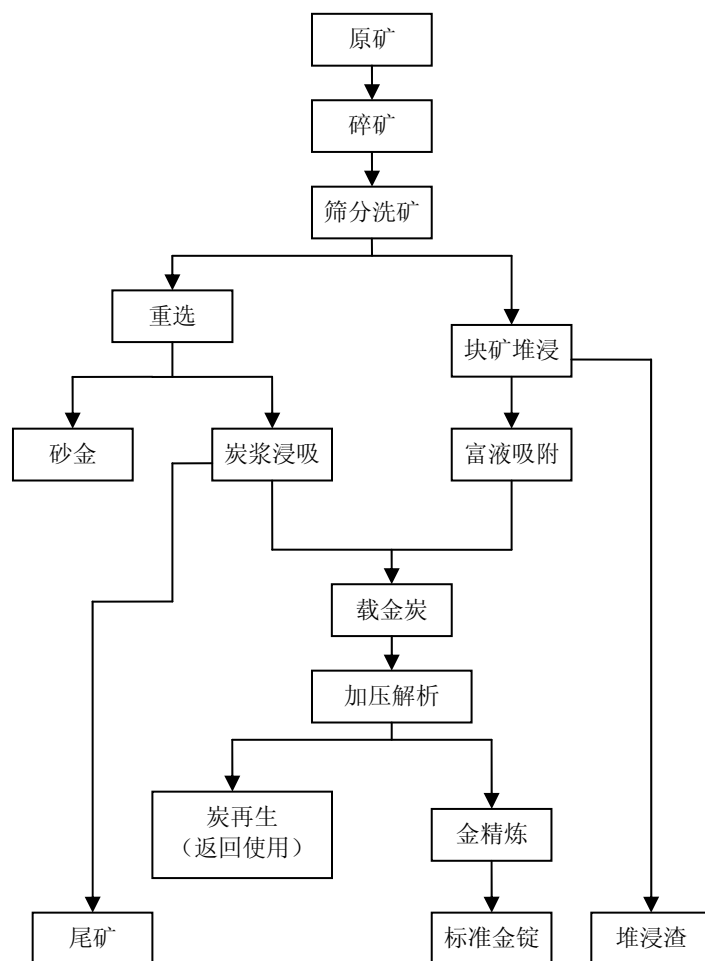 原矿
碎矿
筛分洗矿
重选
块矿堆浸
砂金
炭浆浸吸
富液吸附
载金炭
加压解析
炭再生
（返回使用）
金精炼
尾矿
标准金锭
堆浸渣